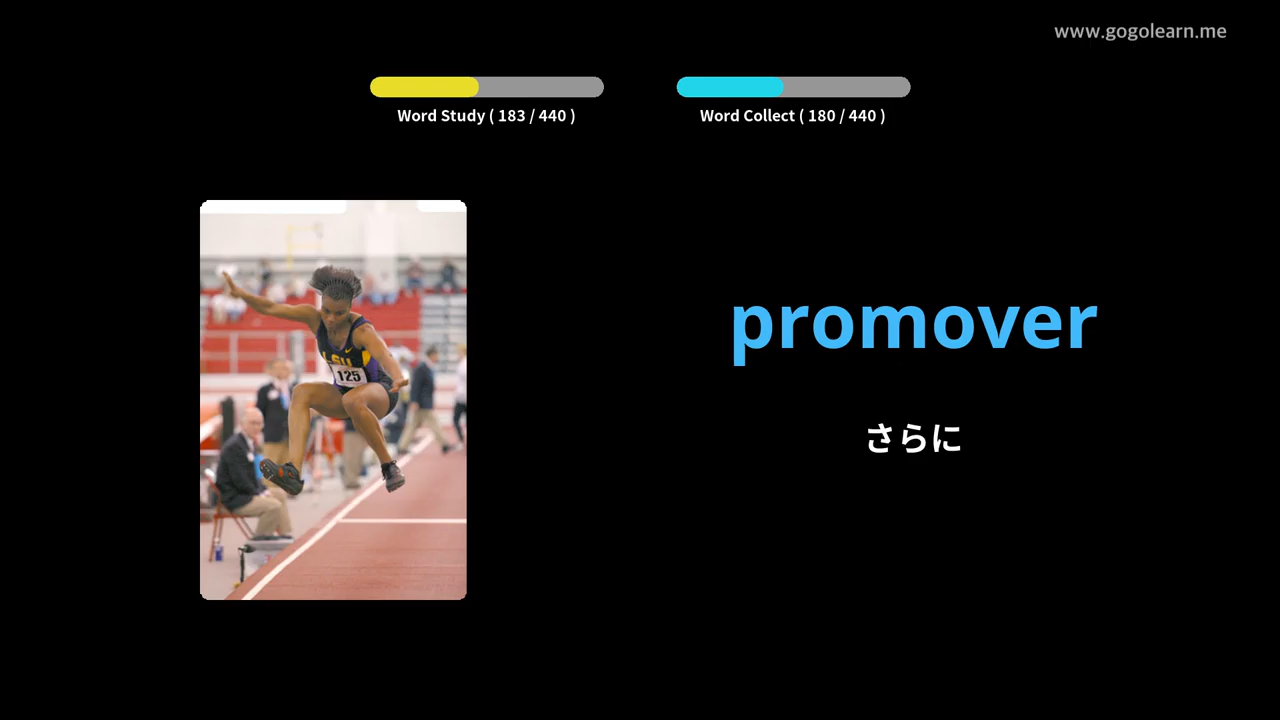 www.gogolearn.me
Word Study ( 183 / 440 )
Word Collect ( 180 / 440 )
LSU
125
promover
さらに